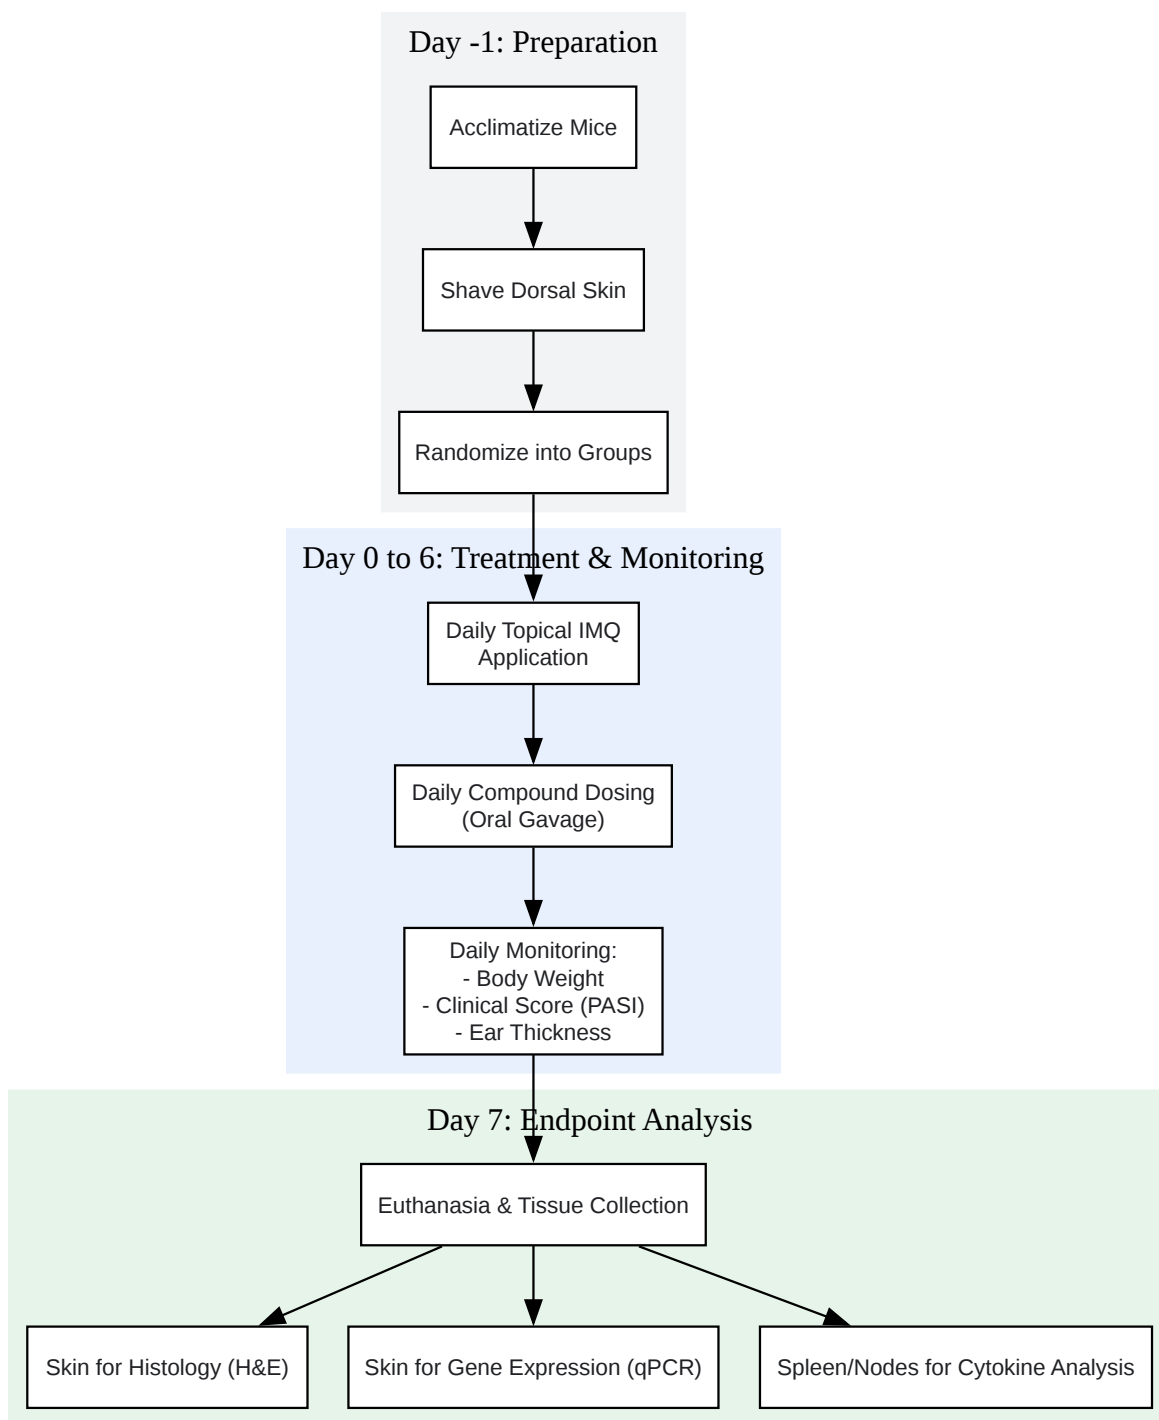 Day -1: Preparation
Acclimatize Mice
Shave Dorsal Skin
Randomize into Groups
Day 0 to 6: Treatment & Monitoring
Daily Topical IMQ
Application
Daily Compound Dosing
(Oral Gavage)
Daily Monitoring:
- Body Weight
- Clinical Score (PASI)
- Ear Thickness
Day 7: Endpoint Analysis
Euthanasia & Tissue Collection
Skin for Histology (H&E)
Skin for Gene Expression (qPCR)
Spleen/Nodes for Cytokine Analysis